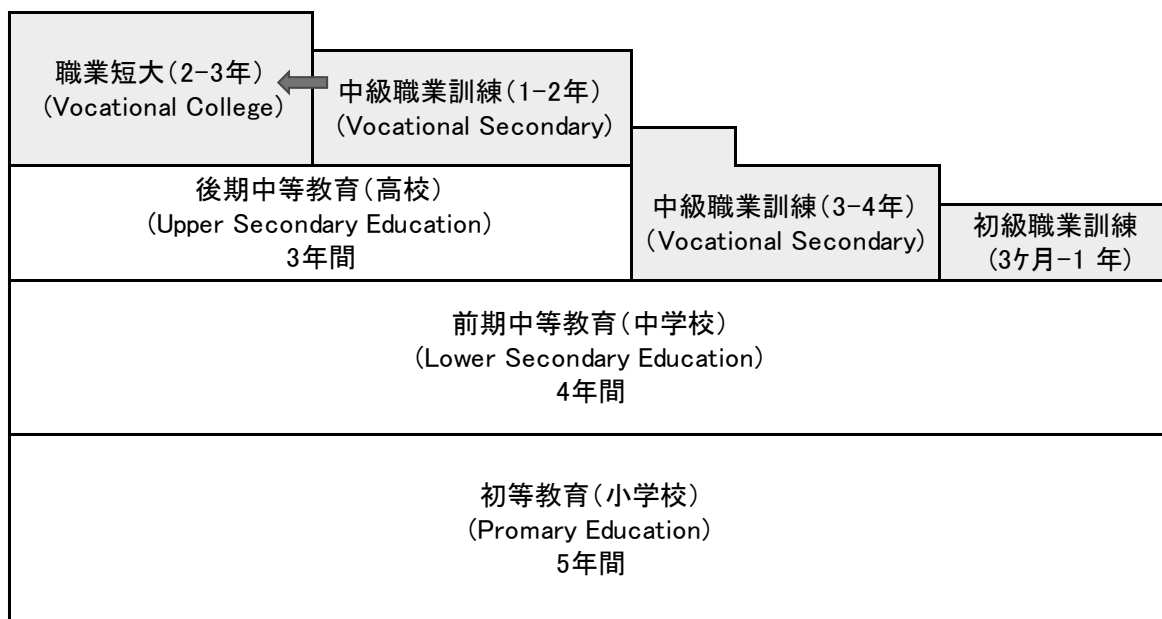 職業短大(2-3年)
(Vocational College)
中級職業訓練(1-2年)
(Vocational Secondary)
後期中等教育(高校)
(Upper Secondary Education)
3年間
中級職業訓練(3-4年)
(Vocational Secondary)
初級職業訓練
(3ケ月-1 年)
前期中等教育(中学校)
(Lower Secondary Education)
4年間
初等教育(小学校)
(Promary Education)
5年間